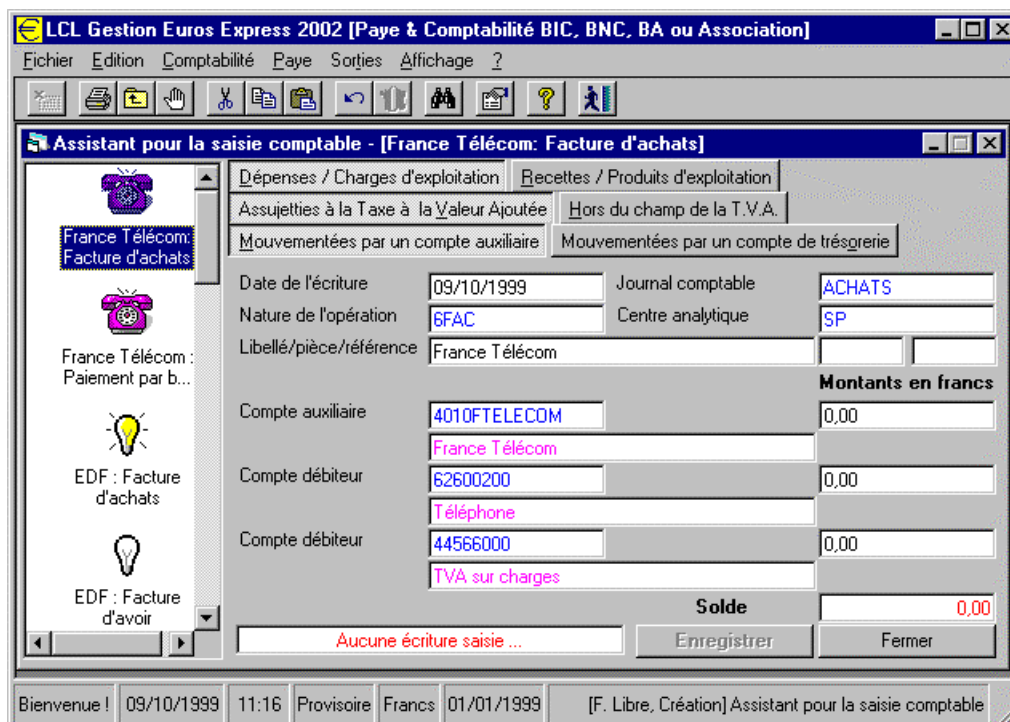 LCL Gestion Euros Express 2002 [Paye & Comptabilité BIC, BNC, BA ou Association]
Fichier Edition Comptabilité Paye Sorties Affichage ?
Assistant pour la saisie comptable - [France Télécom: Facture d'achats]
France Télécom:
Facture d'achats
France Télécom :
Paiement par b...
EDF : Facture
d'achats
EDF : Facture
d'avoir
Dépenses / Charges d'exploitation Recettes / Produits d'exploitation
Assujetties à la Taxe à la Valeur Ajoutée Hors du champ de la T.V.A.
Mouvementées par un compte auxiliaire Mouvementées par un compte de trésorerie
Date de l'écriture 09/10/1999 Journal comptable ACHATS
Nature de l'opération 6FAC Centre analytique SP
Libellé/pièce/référence France Télécom
Montants en francs
Compte auxiliaire 4010FTELECOM 0,00
France Télécom
Compte débiteur 62600200 0,00
Téléphone
Compte débiteur 44566000 0,00
TVA sur charges
Solde 0,00
Aucune écriture saisie ... Enregistrer Fermer
Bienvenue ! 09/10/1999 11:16 Provisoire Francs 01/01/1999 [F. Libre, Création] Assistant pour la saisie comptable